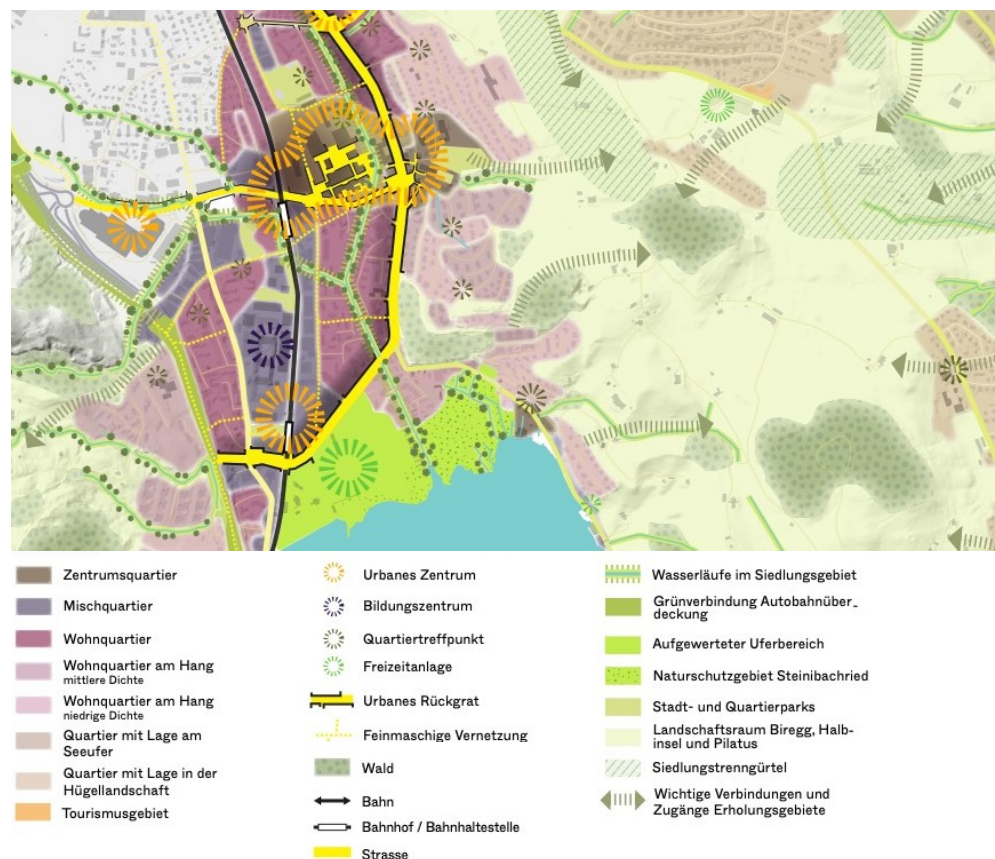 Zentrumsquartier
Mischquartier
Wohnquartier
Wohnquartier am Hang
mittlere Dichte
Wohnquartier am Hang
niedrige Dichte
Quartier mit Lage am
Seeufer
Quartier mit Lage in der
Hügellandschaft
Tourismusgebiet
Urbanes Zentrum
Bildungszentrum
Quartiertreffpunkt
Freizeitanlage
Urbanes Rückgrat
Feinmaschige Vernetzung
Wald
Bahn
Bahnhof / Bahnhaltestelle
Strasse
Wasserläufe im Siedlungsgebiet
Grünverbindung Autobahnüber_
deckung
Aufgewerteter Uferbereich
Naturschutzgebiet Steinibachried
Stadt- und Quartierparks
Landschaftsraum Biregg, Halb-
insel und Pilatus
Siedlungstrenngürtel
Wichtige Verbindungen und
Zugänge Erholungsgebiete